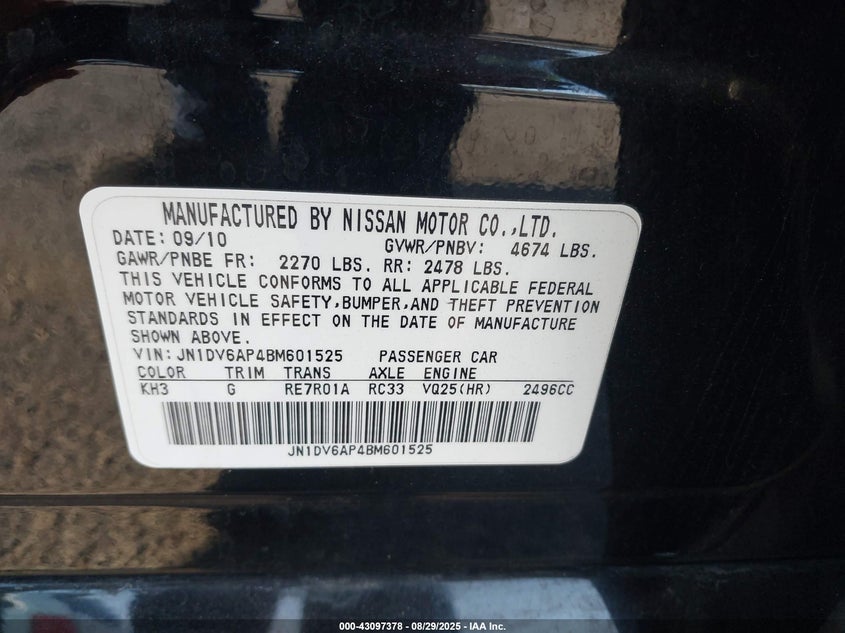 MANUFACTURED BY NISSAN MOTOR CO.,LTD.
DATE: 09/10 GVWR/PNBV: 4674 LBS.
GAWR/PNBE FR: 2270 LBS. RR: 2478 LBS.
THIS VEHICLE CONFORMS TO ALL APPLICABLE FEDERAL
MOTOR VEHICLE SAFETY,BUMPER,AND THEFT PREVENTION
STANDARDS IN EFFECT ON THE DATE OF MANUFACTURE
SHOWN ABOVE.
VIN: JN1DV6AP4BM601525 PASSENGER CAR
COLOR TRIM TRANS AXLE ENGINE
KH3 G RE7R01A RC33 VQ25(HR) 2496CC
JN1DV6AP4BM601525
000-43097378 - 08/29/2025 - IAA Inc.